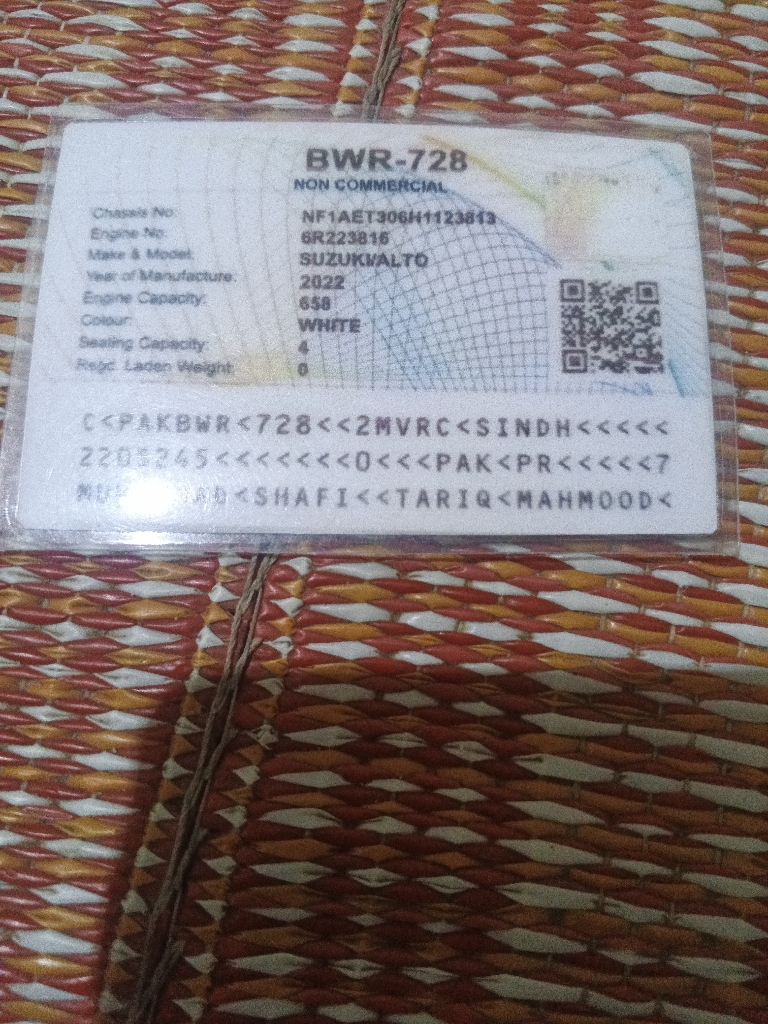 BWR-728
NON COMMERCIAL
Chassis No: NF1AET306H1123813
Engine No: 6R223816
Make & Model: SUZUKI/ALTO
Year of Manufacture: 2022
Engine Capacity: 658
Colour: WHITE
Seating Capacity: 4
Regd. Laden Weight: 0
C<PAKBWR<728<<2MVRC<SINDH<<<<<
<<<<<<<0<<<PAK<PR<<<<<7
<SHAFI<<TARIQ<MAHMOOD<